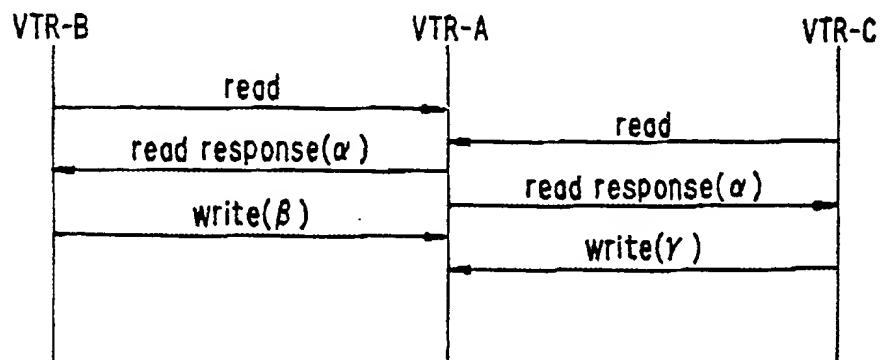 VTR-B VTR-A VTR-C
read
read
read response(α)
read response(α)
write(β)
write(γ)